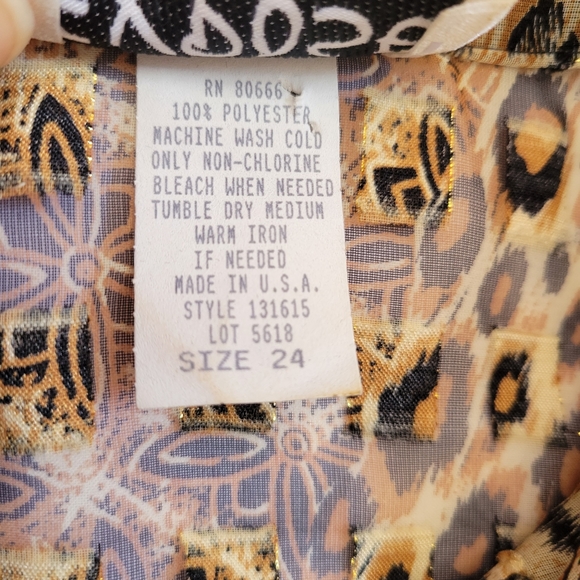 RN 80666
100% POLYESTER
MACHINE WASH COLD
ONLY NON-CHLORINE
BLEACH WHEN NEEDED
TUMBLE DRY MEDIUM
WARM IRON
IF NEEDED
MADE IN U.S.A.
STYLE 131615
LOT 5618
SIZE 24